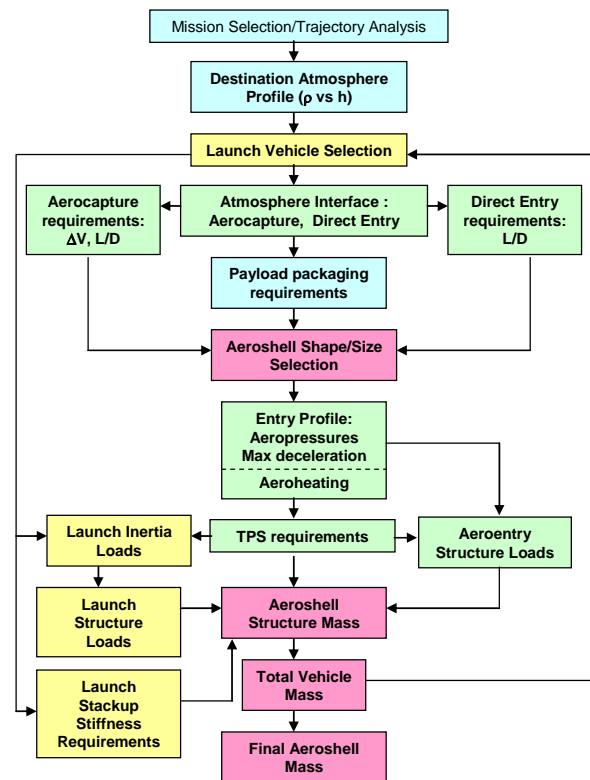 Mission Selection/Trajectory Analysis
Destination Atmosphere
Profile (ρ vs h)
Launch Vehicle Selection
Aerocapture
requirements:
ΔV, L/D
Atmosphere Interface :
Aerocapture, Direct Entry
Direct Entry
requirements:
L/D
Payload packaging
requirements
Aeroshell Shape/Size
Selection
Entry Profile:
Aeropressures
Max deceleration
Aeroheating
Launch Inertia
Loads
TPS requirements
Aeroentry
Structure Loads
Launch
Structure
Loads
Aeroshell
Structure Mass
Launch
Stackup
Stiffness
Requirements
Total Vehicle
Mass
Final Aeroshell
Mass